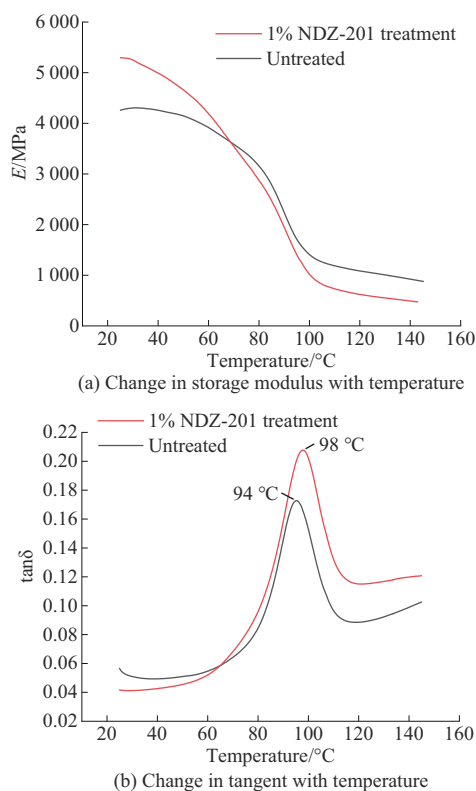 1% NDZ-201 treatment
Untreated
6 000
5 000
4 000
3 000
2 000
1 000
0
E/MPa
0 20 40 60 80 100 120 140 160
Temperature/°C
(a) Change in storage modulus with temperature
1% NDZ-201 treatment
Untreated
0.22
0.20
0.18
0.16
0.14
0.12
0.10
0.08
0.06
0.04
0.02
tanδ
98 °C
94 °C
0 20 40 60 80 100 120 140 160
Temperature/°C
(b) Change in tangent with temperature